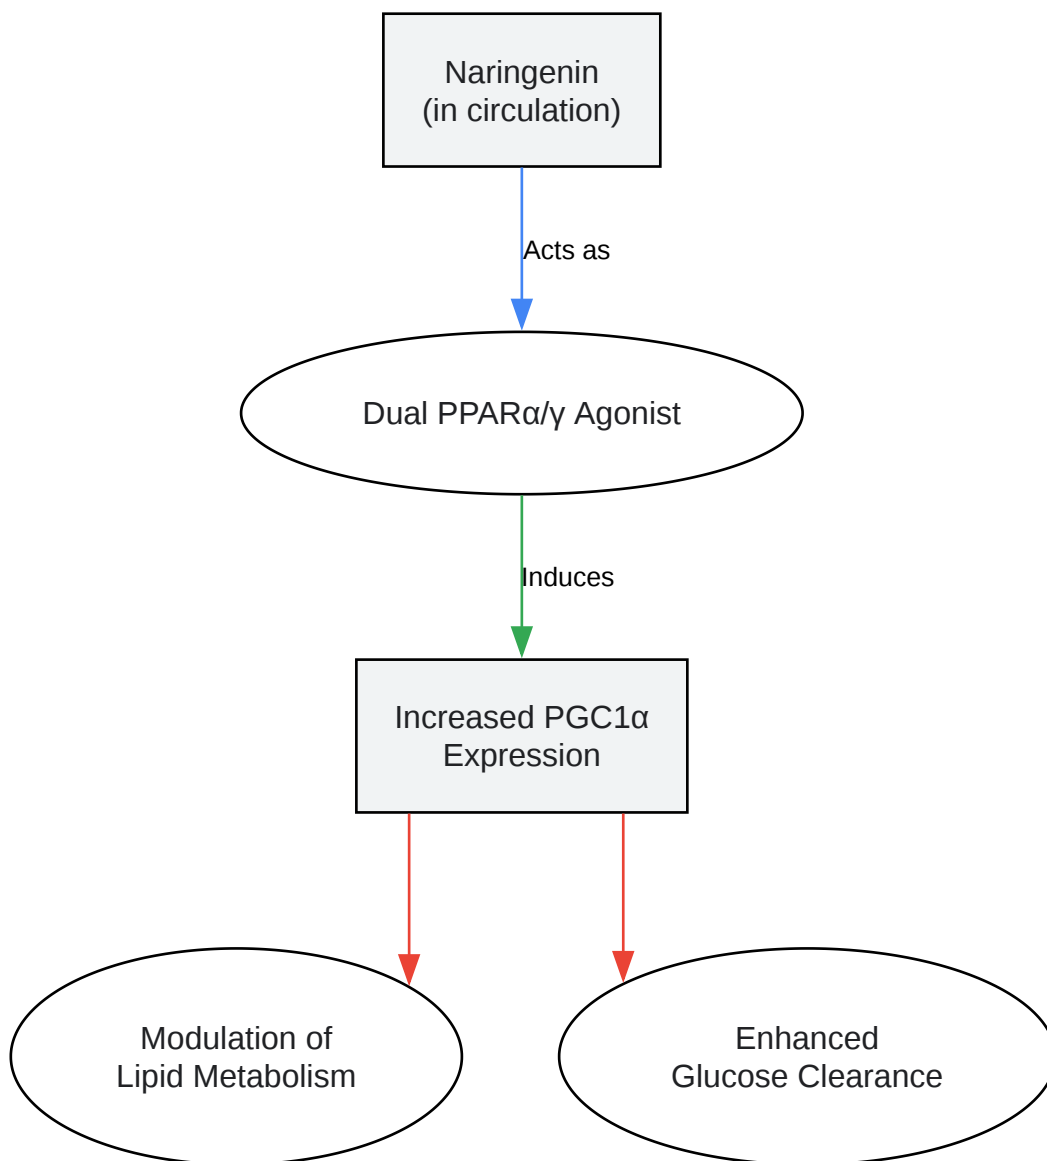 Naringenin
(in circulation)
Acts as
Dual PPARα/γ Agonist
Induces
Increased PGC1α
Expression
Modulation of
Lipid Metabolism
Enhanced
Glucose Clearance